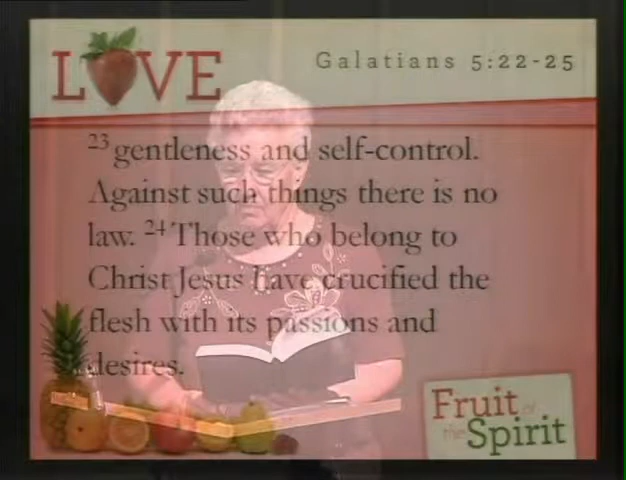 LOVE
Galatians 5:22-25
23 gentleness and self-control.
Against such things there is no
law. 24 Those who belong to
Christ Jesus have crucified the
flesh with its passions and
desires.
Fruit of
the Spirit